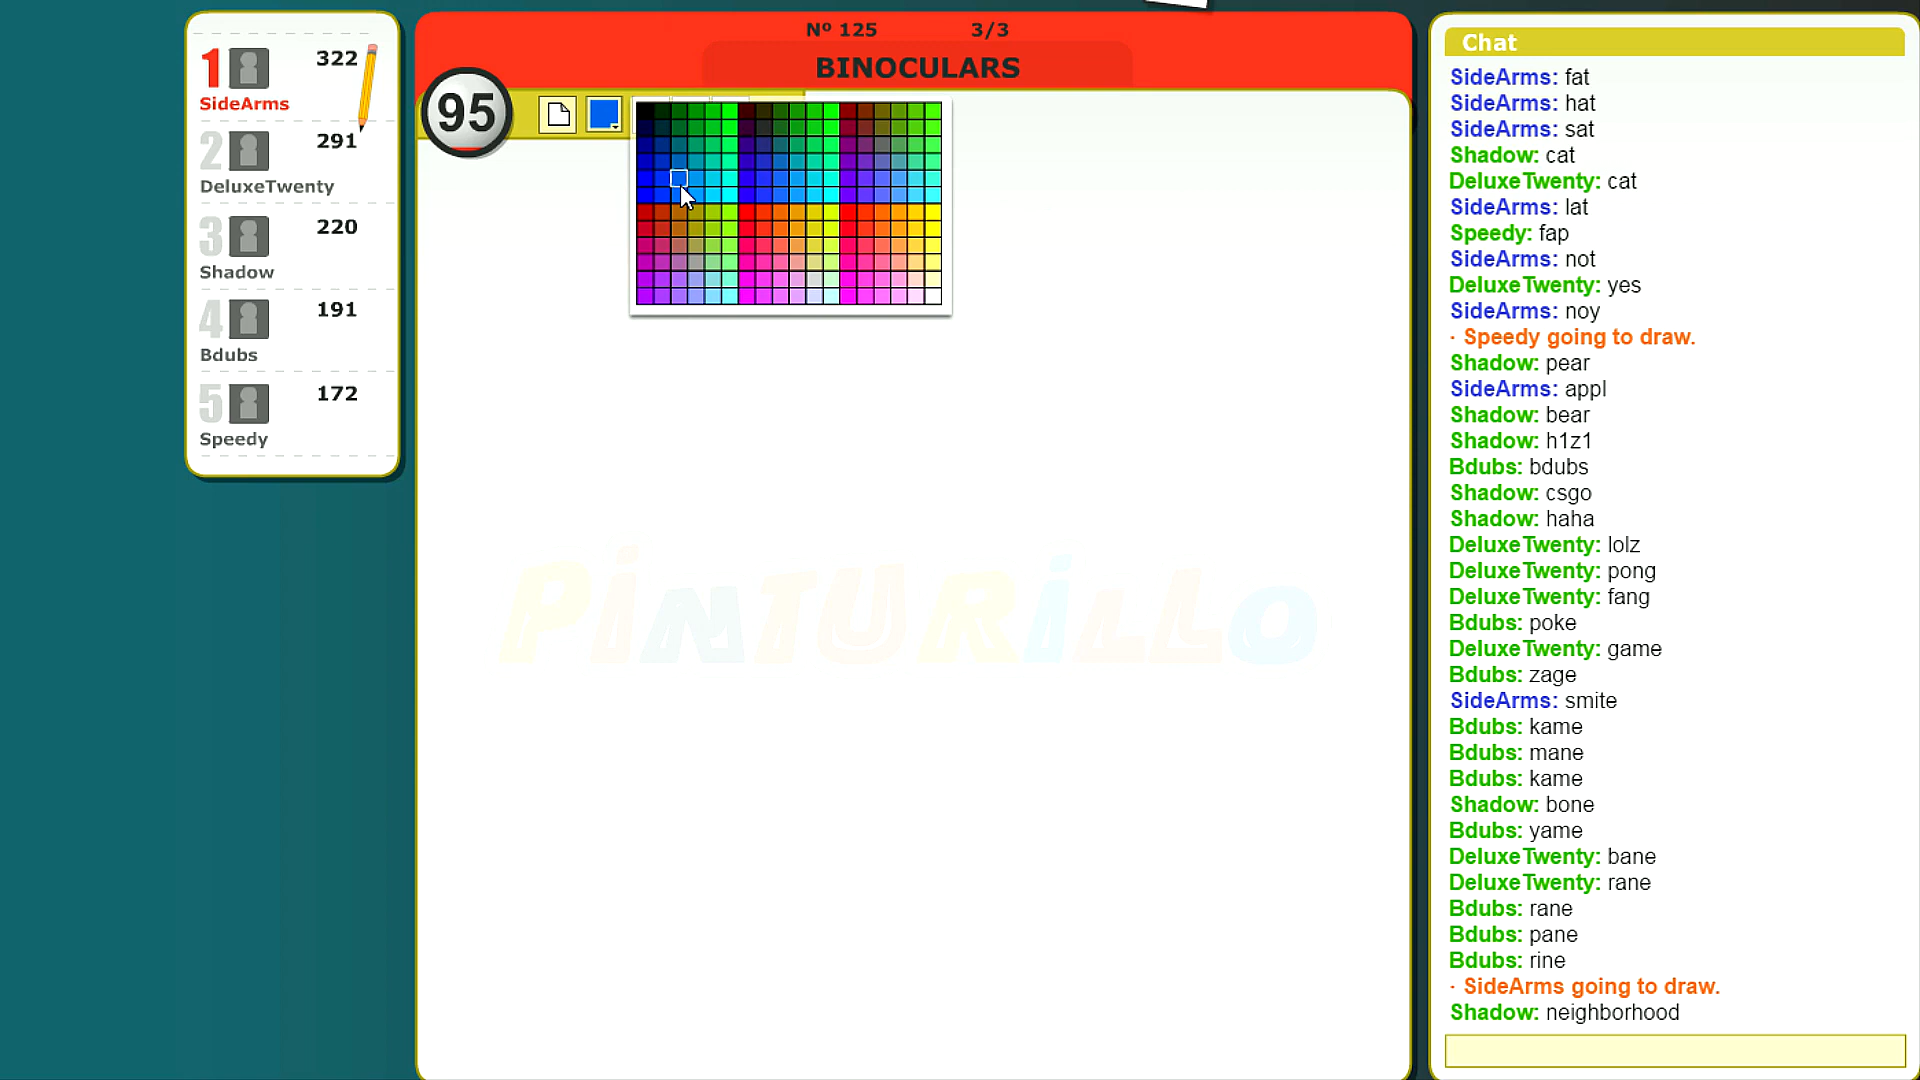 1
322
SideArms
2
291
DeluxeTwenty
3
220
Shadow
4
191
Bdubs
5
172
Speedy
Nº 125 3/3
BINOCULARS
95
PiNTURiLLO
Chat
SideArms: fat
SideArms: hat
SideArms: sat
Shadow: cat
DeluxeTwenty: cat
SideArms: lat
Speedy: fap
SideArms: not
DeluxeTwenty: yes
SideArms: noy
· Speedy going to draw.
Shadow: pear
SideArms: appl
Shadow: bear
Shadow: h1z1
Bdubs: bdubs
Shadow: csgo
Shadow: haha
DeluxeTwenty: lolz
DeluxeTwenty: pong
DeluxeTwenty: fang
Bdubs: poke
DeluxeTwenty: game
Bdubs: zage
SideArms: smite
Bdubs: kame
Bdubs: mane
Bdubs: kame
Shadow: bone
Bdubs: yame
DeluxeTwenty: bane
DeluxeTwenty: rane
Bdubs: rane
Bdubs: pane
Bdubs: rine
· SideArms going to draw.
Shadow: neighborhood